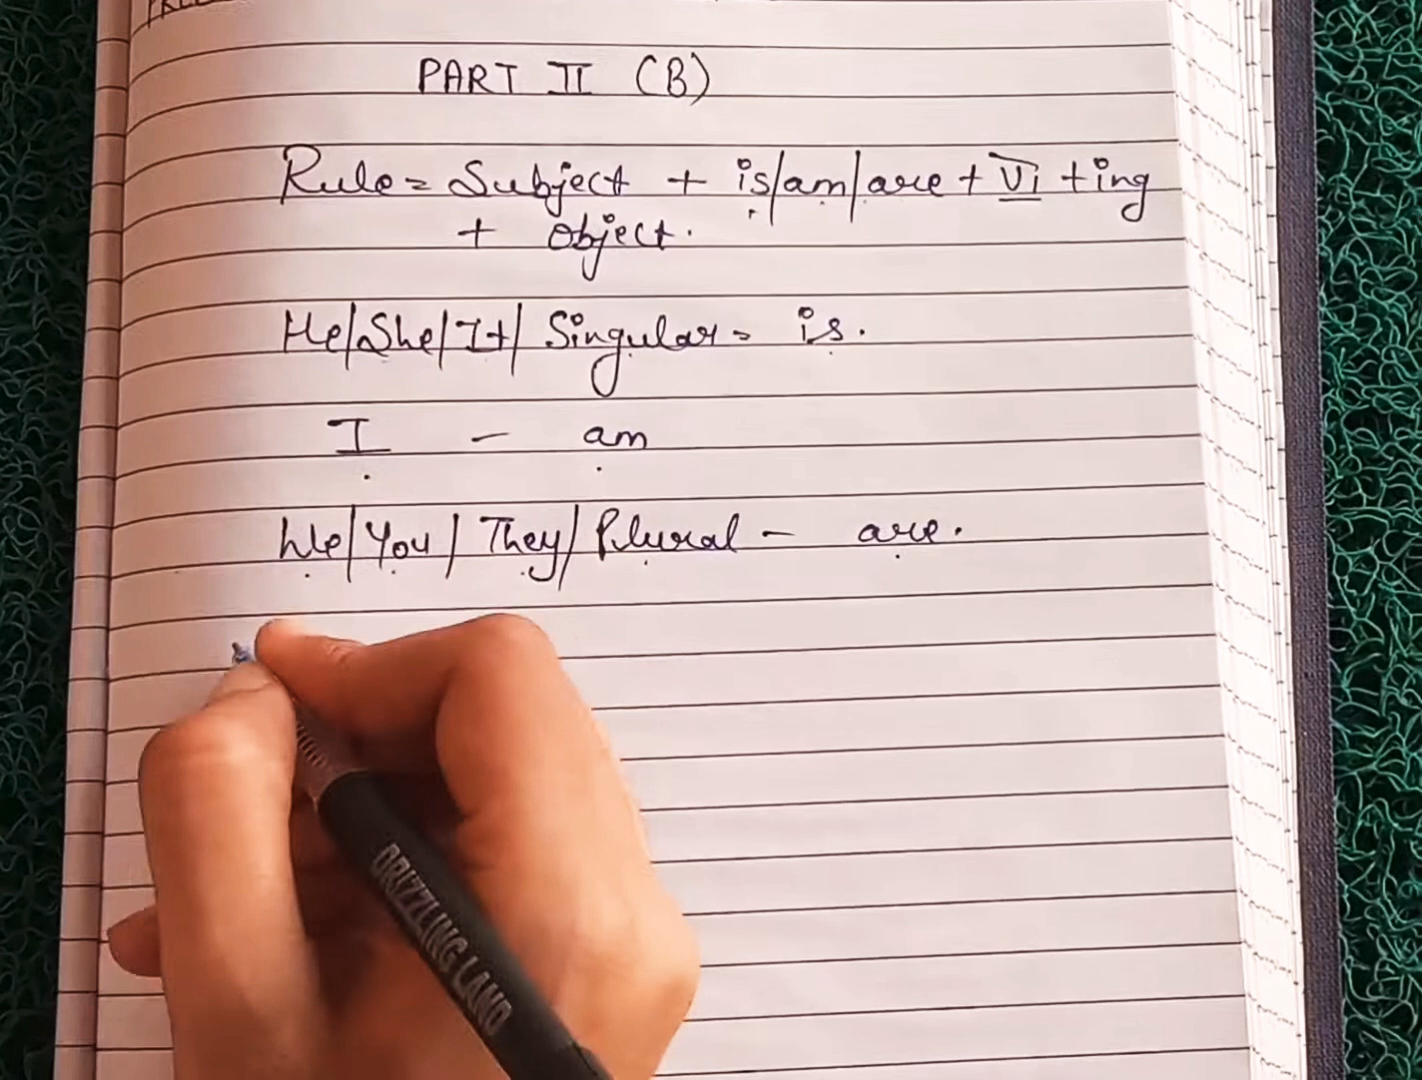 PART II (B)
Rule = Subject + is/am/are + V1 + ing
+ object.
He/She/It/Singular = is.
I - am
We/You/They/Plural - are.
DRIZZLING LAND